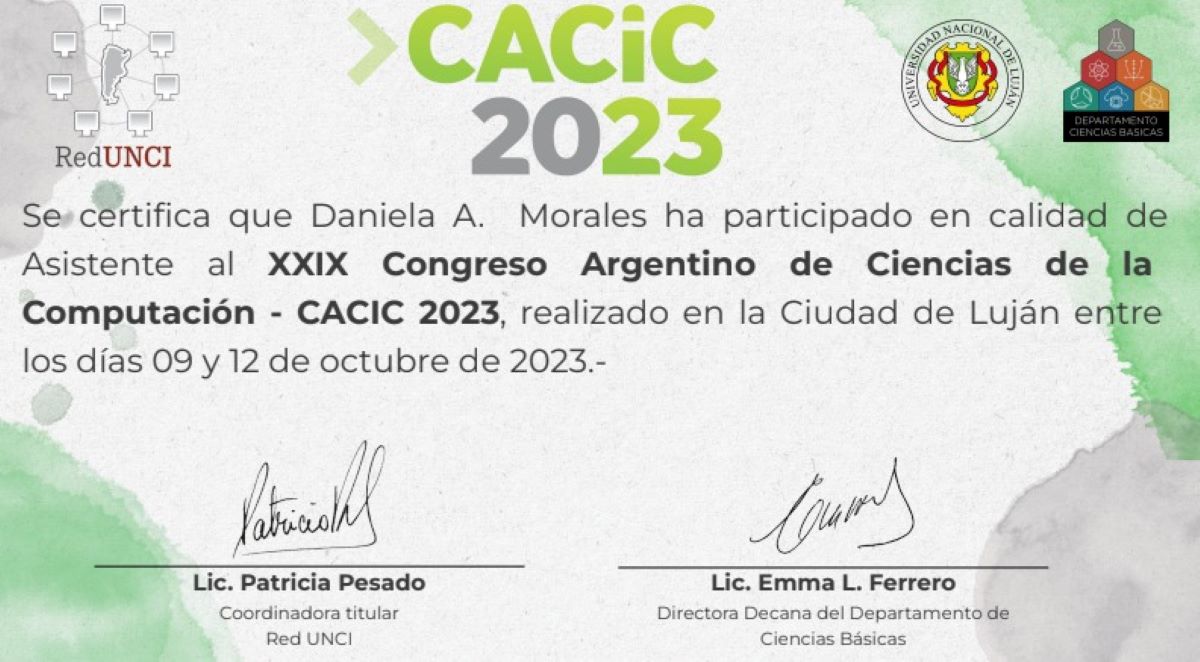 CACiC
2023
RedUNCI
UNIVERSIDAD NACIONAL DE LUJÁN
DEPARTAMENTO
CIENCIAS BASICAS
Se certifica que Daniela A. Morales ha participado en calidad de
Asistente al XXIX Congreso Argentino de Ciencias de la
Computación - CACIC 2023, realizado en la Ciudad de Luján entre
los días 09 y 12 de octubre de 2023.-
Lic. Patricia Pesado
Coordinadora titular
Red UNCI
Lic. Emma L. Ferrero
Directora Decana del Departamento de
Ciencias Básicas